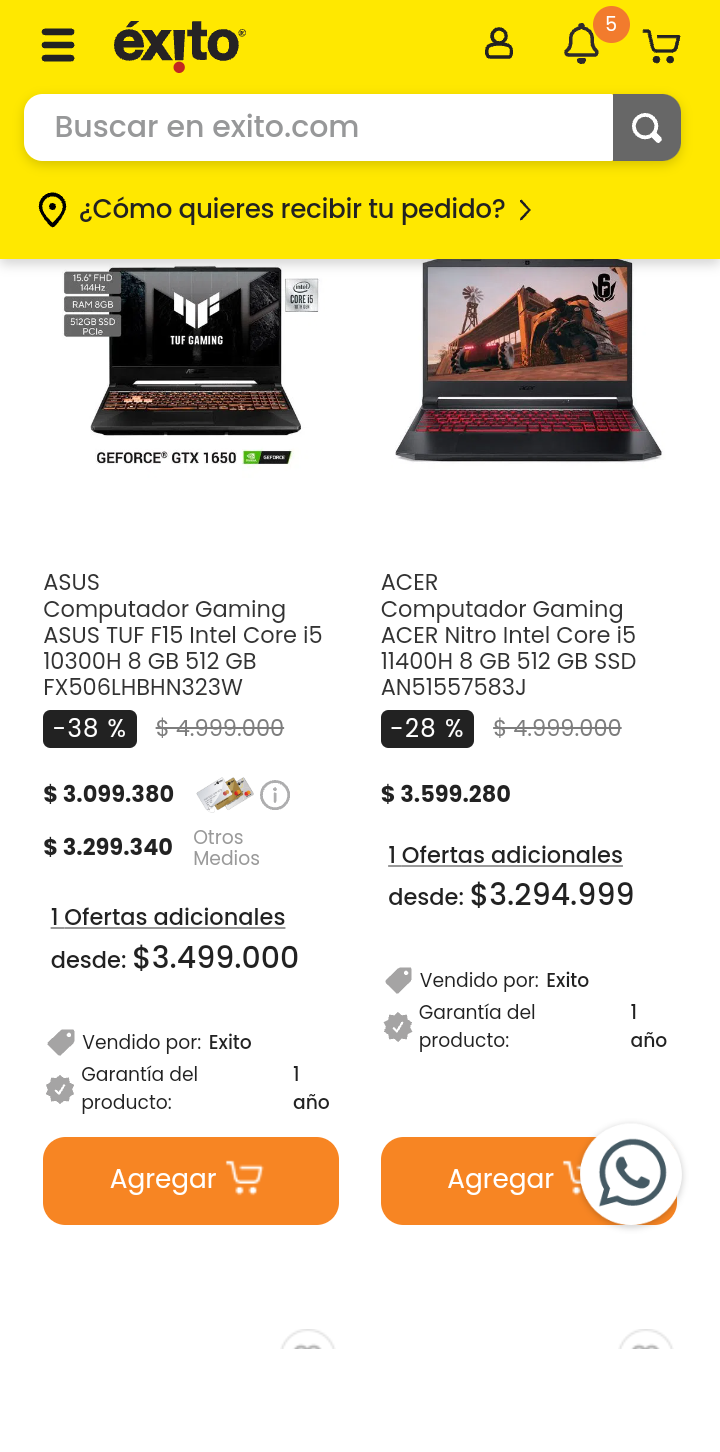 éxito®
5
Buscar en exito.com
¿Cómo quieres recibir tu pedido?
15.6" FHD
144Hz
RAM 8GB
512GB SSD
PCIe
intel
CORE i5
TUF GAMING
GEFORCE® GTX 1650
GEFORCE
ASUS
Computador Gaming
ASUS TUF F15 Intel Core i5
10300H 8 GB 512 GB
FX506LHBHN323W
-38 %
$ 4.999.000
$ 3.099.380
$ 3.299.340
Otros
Medios
1 Ofertas adicionales
desde: $3.499.000
Vendido por: Exito
Garantía del
producto:
1
año
Agregar
ACER
Computador Gaming
ACER Nitro Intel Core i5
11400H 8 GB 512 GB SSD
AN51557583J
-28 %
$ 4.999.000
$ 3.599.280
1 Ofertas adicionales
desde: $3.294.999
Vendido por: Exito
Garantía del
producto:
1
año
Agregar